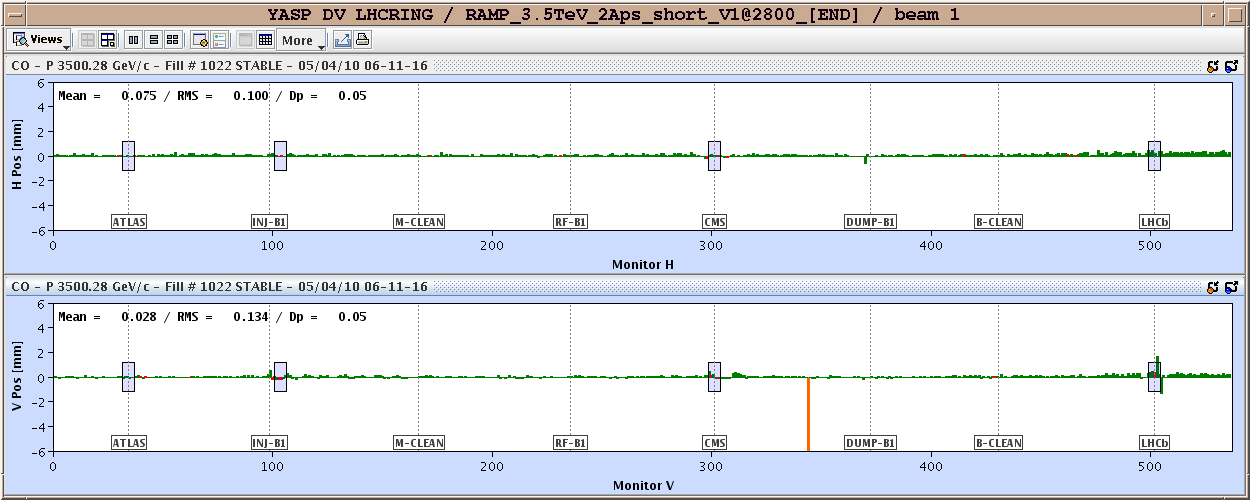 YASP DV LHCRING / RAMP_3.5TeV_2Aps_short_V1@2800_[END] / beam 1
Views More
CO - P 3500.28 GeV/c - Fill # 1022 STABLE - 05/04/10 06-11-16
Mean = 0.075 / RMS = 0.100 / Dp = 0.05
H Pos [mm]
6
4
2
0
-2
-4
-6
ATLAS INJ-B1 M-CLEAN RF-B1 CMS DUMP-B1 B-CLEAN LHCb
0 100 200 300 400 500
Monitor H
CO - P 3500.28 GeV/c - Fill # 1022 STABLE - 05/04/10 06-11-16
Mean = 0.028 / RMS = 0.134 / Dp = 0.05
V Pos [mm]
6
4
2
0
-2
-4
-6
ATLAS INJ-B1 M-CLEAN RF-B1 CMS DUMP-B1 B-CLEAN LHCb
0 100 200 300 400 500
Monitor V